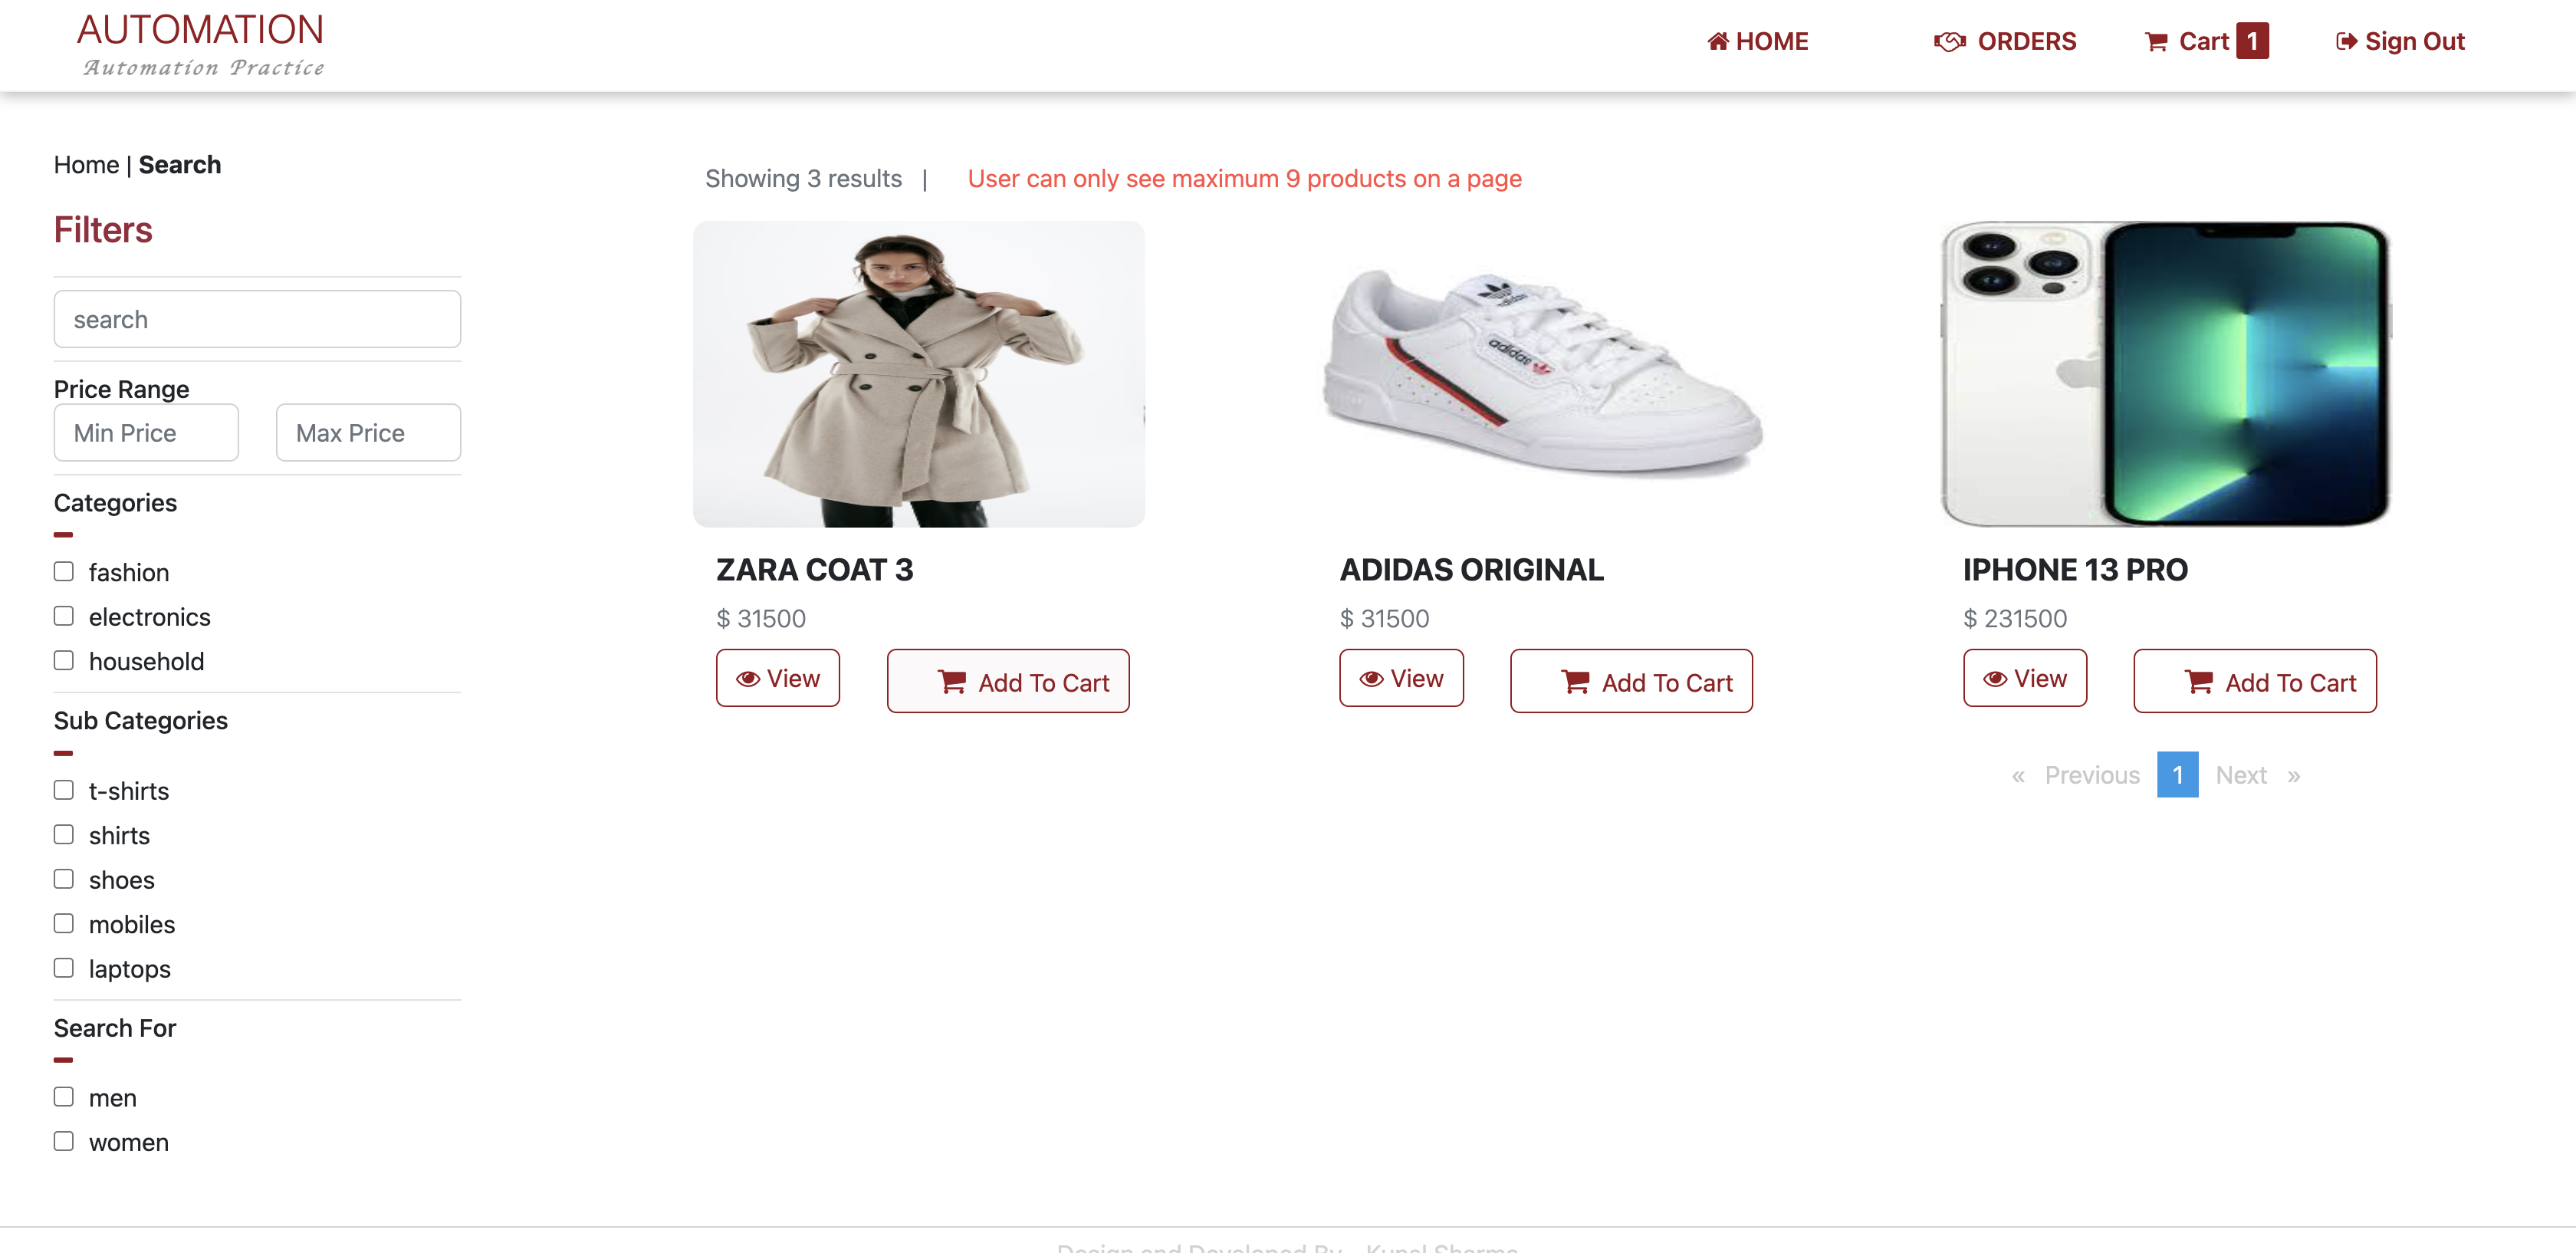 AUTOMATION
Automation Practice
HOME
ORDERS
Cart 1
Sign Out
Home | Search
Filters
search
Price Range
Min Price
Max Price
Categories
fashion
electronics
household
Sub Categories
t-shirts
shirts
shoes
mobiles
laptops
Search For
men
women
Showing 3 results |
User can only see maximum 9 products on a page
adidas
adidas
ZARA COAT 3
$ 31500
View
Add To Cart
ADIDAS ORIGINAL
$ 31500
View
Add To Cart
IPHONE 13 PRO
$ 231500
View
Add To Cart
« Previous 1 Next »
Design and Developed By - Kunal Sharma